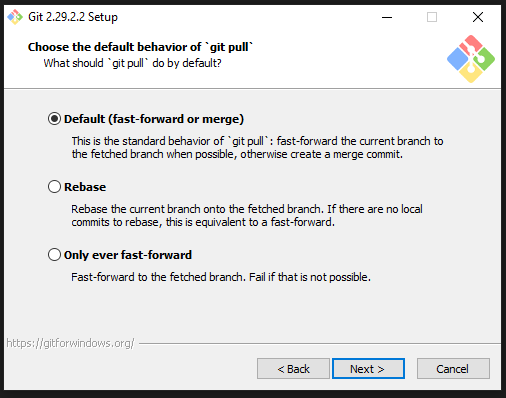 Git 2.29.2.2 Setup
Choose the default behavior of `git pull`
What should `git pull` do by default?
Default (fast-forward or merge)
This is the standard behavior of `git pull`: fast-forward the current branch to
the fetched branch when possible, otherwise create a merge commit.
Rebase
Rebase the current branch onto the fetched branch. If there are no local
commits to rebase, this is equivalent to a fast-forward.
Only ever fast-forward
Fast-forward to the fetched branch. Fail if that is not possible.
https://gitforwindows.org/
< Back Next > Cancel